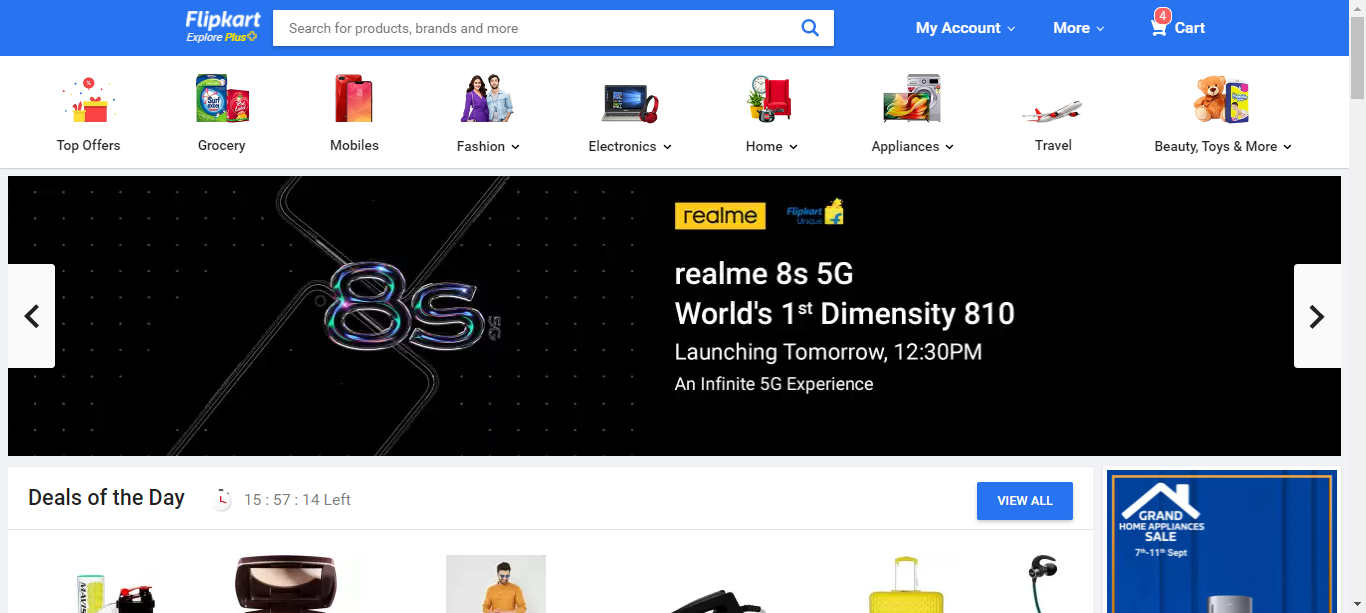 Flipkart
Explore Plus
Search for products, brands and more
My Account
More
4
Cart
Top Offers
Grocery
Mobiles
Fashion
Electronics
Home
Appliances
Travel
Beauty, Toys & More
realme
Flipkart
Unique
8s
5G
realme 8s 5G
World's 1st Dimensity 810
Launching Tomorrow, 12:30PM
An Infinite 5G Experience
Deals of the Day
15 : 57 : 14 Left
VIEW ALL
GRAND
HOME APPLIANCES
SALE
7th-11th Sept